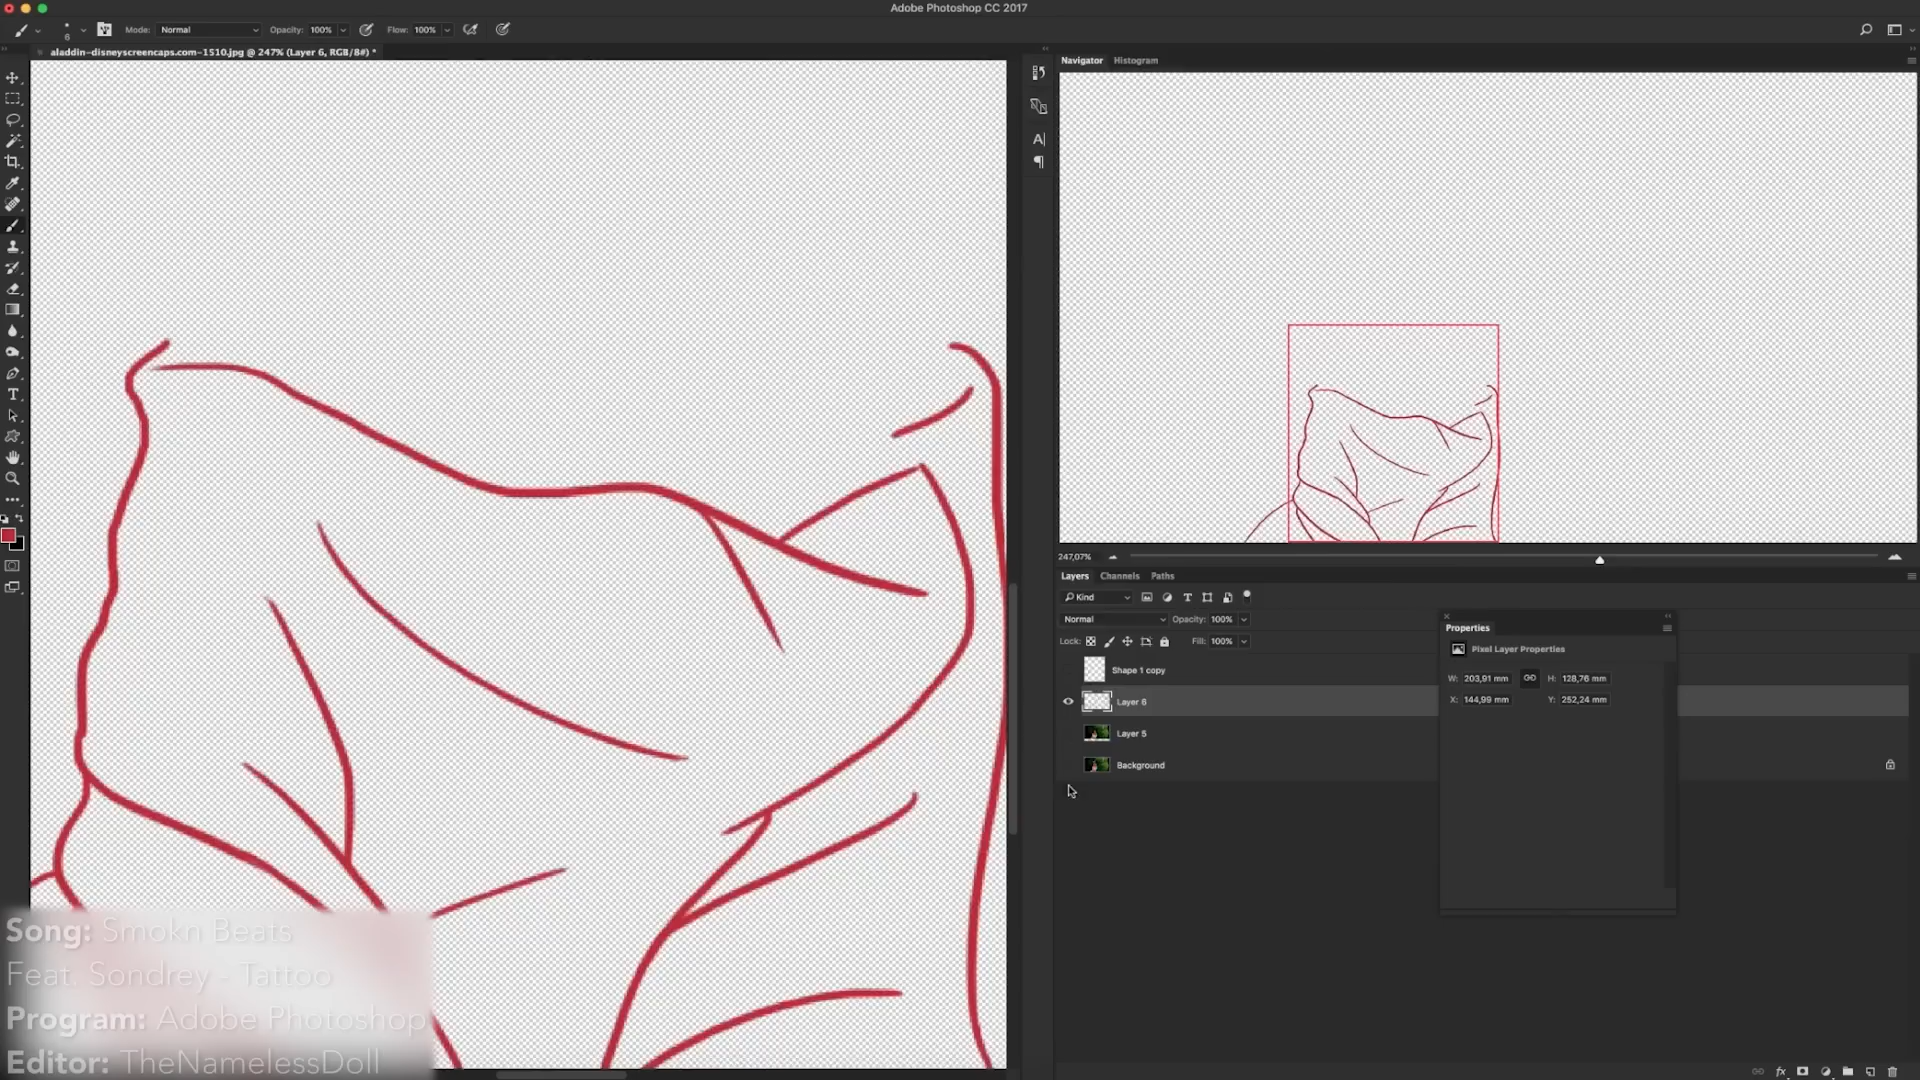 Adobe Photoshop CC 2017
6
Mode: Normal
Opacity: 100%
Flow: 100%
aladdin-disneyscreencaps.com-1510.jpg @ 247% (Layer 6, RGB/8#) *
Navigator
Histogram
247,07%
Layers
Channels
Paths
Kind
Normal
Opacity: 100%
Lock:
Fill: 100%
Shape 1 copy
Layer 6
Layer 5
Background
Properties
Pixel Layer Properties
W: 203,91 mm
H: 128,76 mm
X: 144,99 mm
Y: 252,24 mm
Song: Smokn Beats
Feat. Sondrey - Tattoo
Program: Adobe Photoshop
Editor: TheNamelessDoll